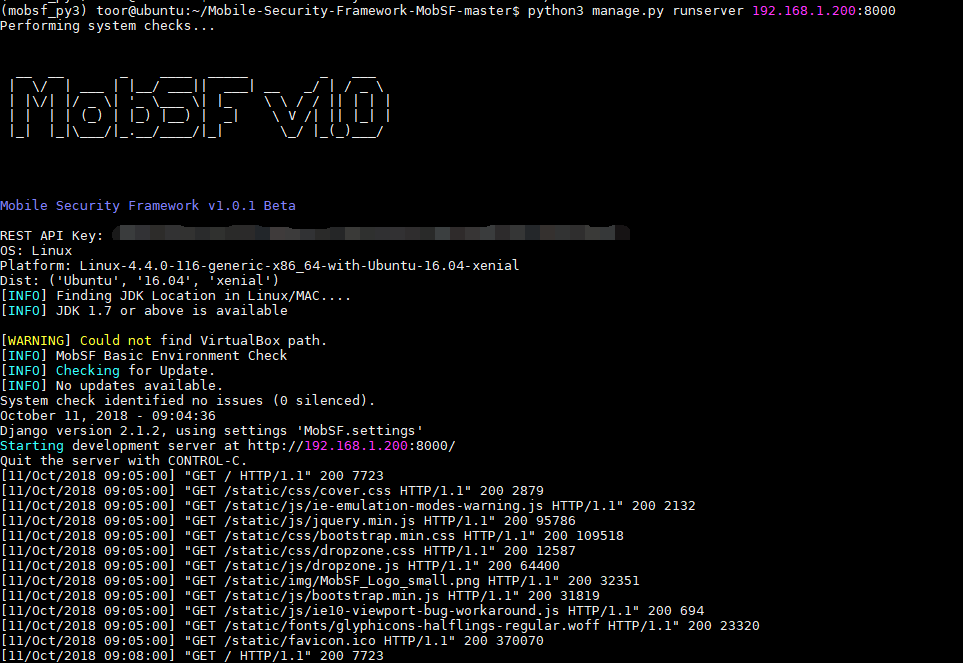 (mobsf_py3) toor@ubuntu:~/Mobile-Security-Framework-MobSF-master$ python3 manage.py runserver 192.168.1.200:8000
Performing system checks...
MobSF v1.0
Mobile Security Framework v1.0.1 Beta
REST API Key:
OS: Linux
Platform: Linux-4.4.0-116-generic-x86_64-with-Ubuntu-16.04-xenial
Dist: ('Ubuntu', '16.04', 'xenial')
[INFO] Finding JDK Location in Linux/MAC....
[INFO] JDK 1.7 or above is available
[WARNING] Could not find VirtualBox path.
[INFO] MobSF Basic Environment Check
[INFO] Checking for Update.
[INFO] No updates available.
System check identified no issues (0 silenced).
October 11, 2018 - 09:04:36
Django version 2.1.2, using settings 'MobSF.settings'
Starting development server at http://192.168.1.200:8000/
Quit the server with CONTROL-C.
[11/Oct/2018 09:05:00] "GET / HTTP/1.1" 200 7723
[11/Oct/2018 09:05:00] "GET /static/css/cover.css HTTP/1.1" 200 2879
[11/Oct/2018 09:05:00] "GET /static/js/ie-emulation-modes-warning.js HTTP/1.1" 200 2132
[11/Oct/2018 09:05:00] "GET /static/js/jquery.min.js HTTP/1.1" 200 95786
[11/Oct/2018 09:05:00] "GET /static/css/bootstrap.min.css HTTP/1.1" 200 109518
[11/Oct/2018 09:05:00] "GET /static/css/dropzone.css HTTP/1.1" 200 12587
[11/Oct/2018 09:05:00] "GET /static/js/dropzone.js HTTP/1.1" 200 64400
[11/Oct/2018 09:05:00] "GET /static/img/MobSF_Logo_small.png HTTP/1.1" 200 32351
[11/Oct/2018 09:05:00] "GET /static/js/bootstrap.min.js HTTP/1.1" 200 31819
[11/Oct/2018 09:05:00] "GET /static/js/ie10-viewport-bug-workaround.js HTTP/1.1" 200 694
[11/Oct/2018 09:05:00] "GET /static/fonts/glyphicons-halflings-regular.woff HTTP/1.1" 200 23320
[11/Oct/2018 09:05:00] "GET /static/favicon.ico HTTP/1.1" 200 370070
[11/Oct/2018 09:08:00] "GET / HTTP/1.1" 200 7723